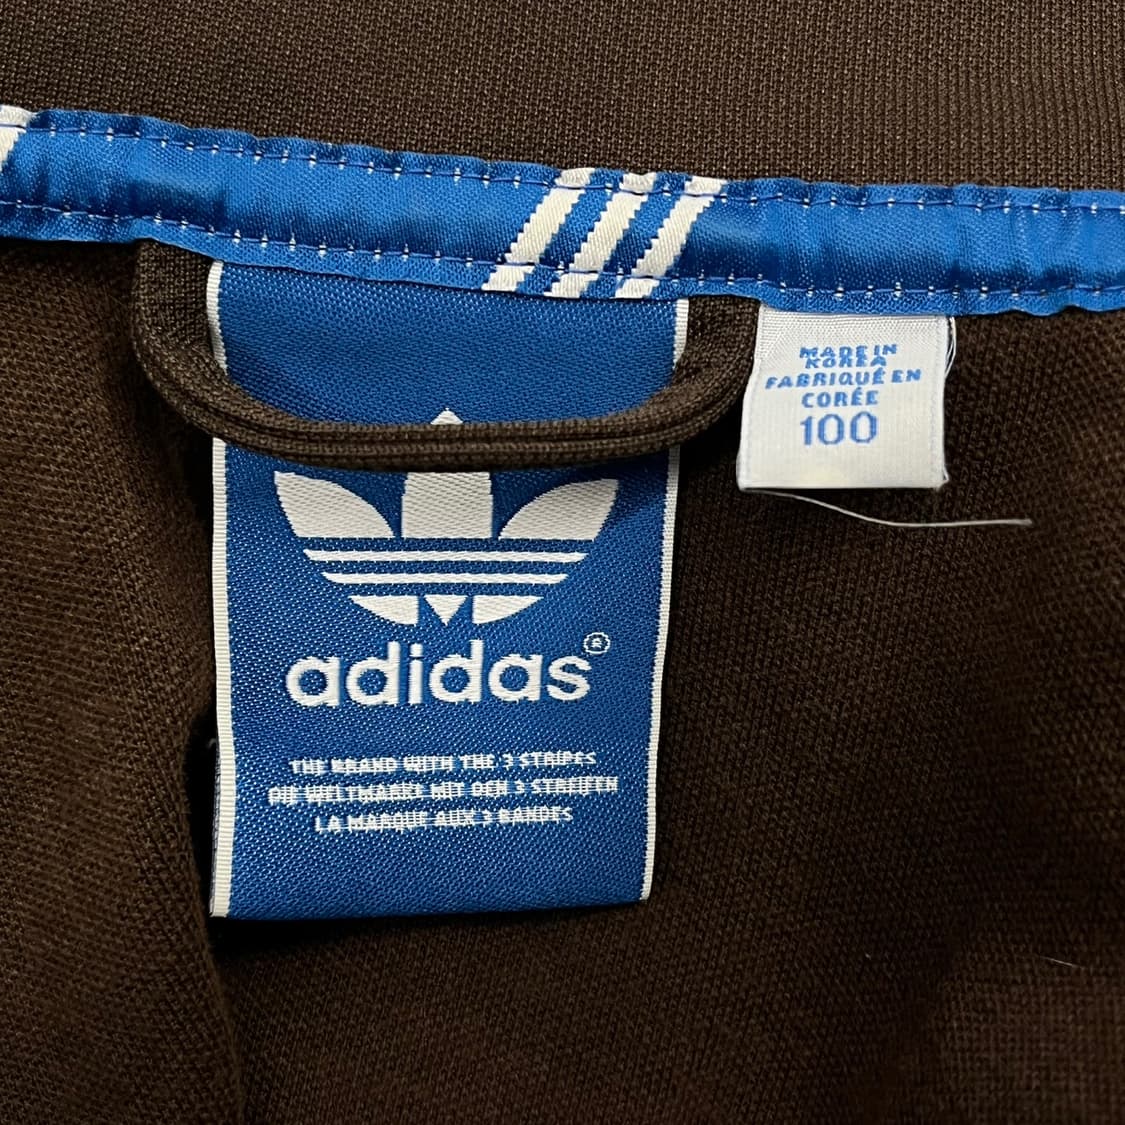 MADE IN
KOREA
FABRIQUÉ EN
CORÉE
100
adidas®
THE BRAND WITH THE 3 STRIPES
DIE WELTMARKE MIT DEN 3 STREIFEN
LA MARQUE AUX 3 BANDES